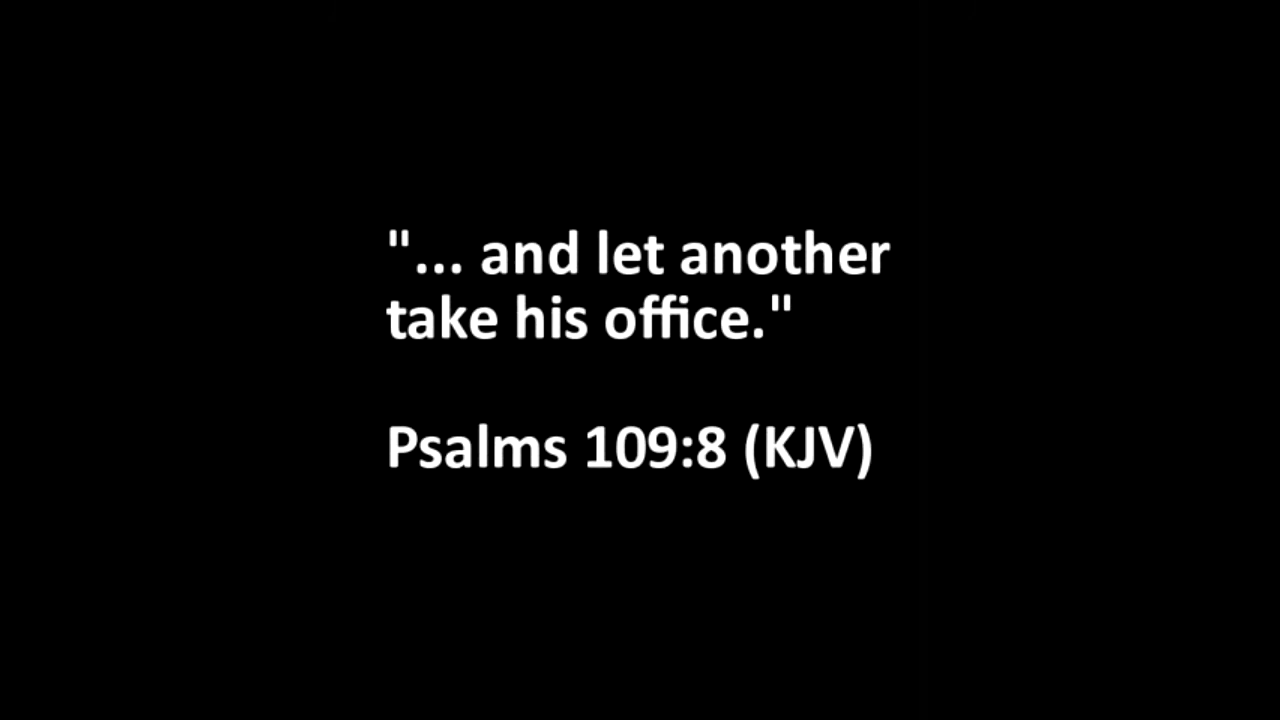 "... and let another
take his office."
Psalms 109:8 (KJV)